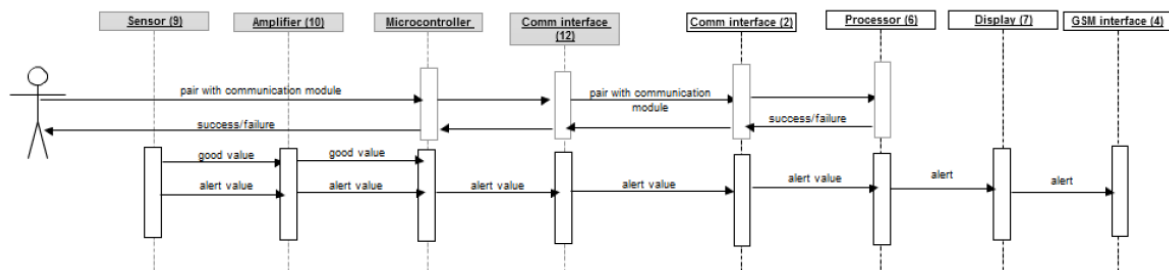 Sensor (9)
Amplifier (10)
Microcontroller
Comm interface
(12)
Comm interface (2)
Processor (6)
Display (7)
GSM interface (4)
pair with communication module
pair with communication
module
success/failure
success/failure
good value
good value
alert value
alert value
alert value
alert value
alert value
alert
alert